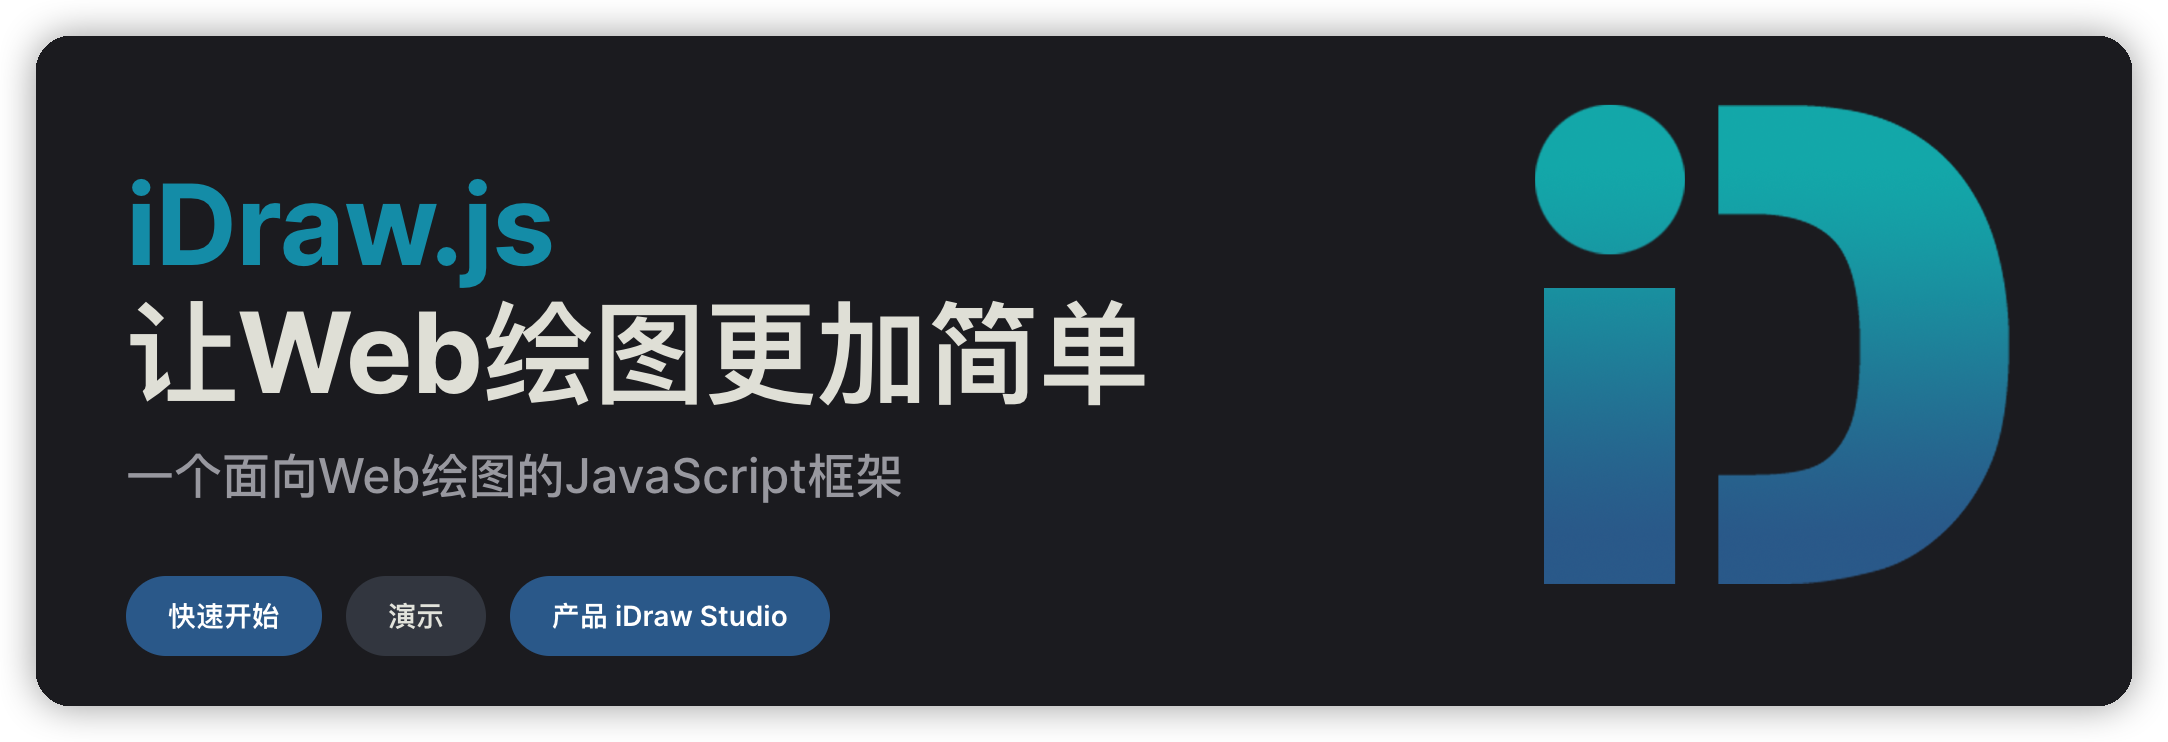 iDraw.js
让Web绘图更加简单
一个面向Web绘图的JavaScript框架
快速开始
演示
产品 iDraw Studio
iD